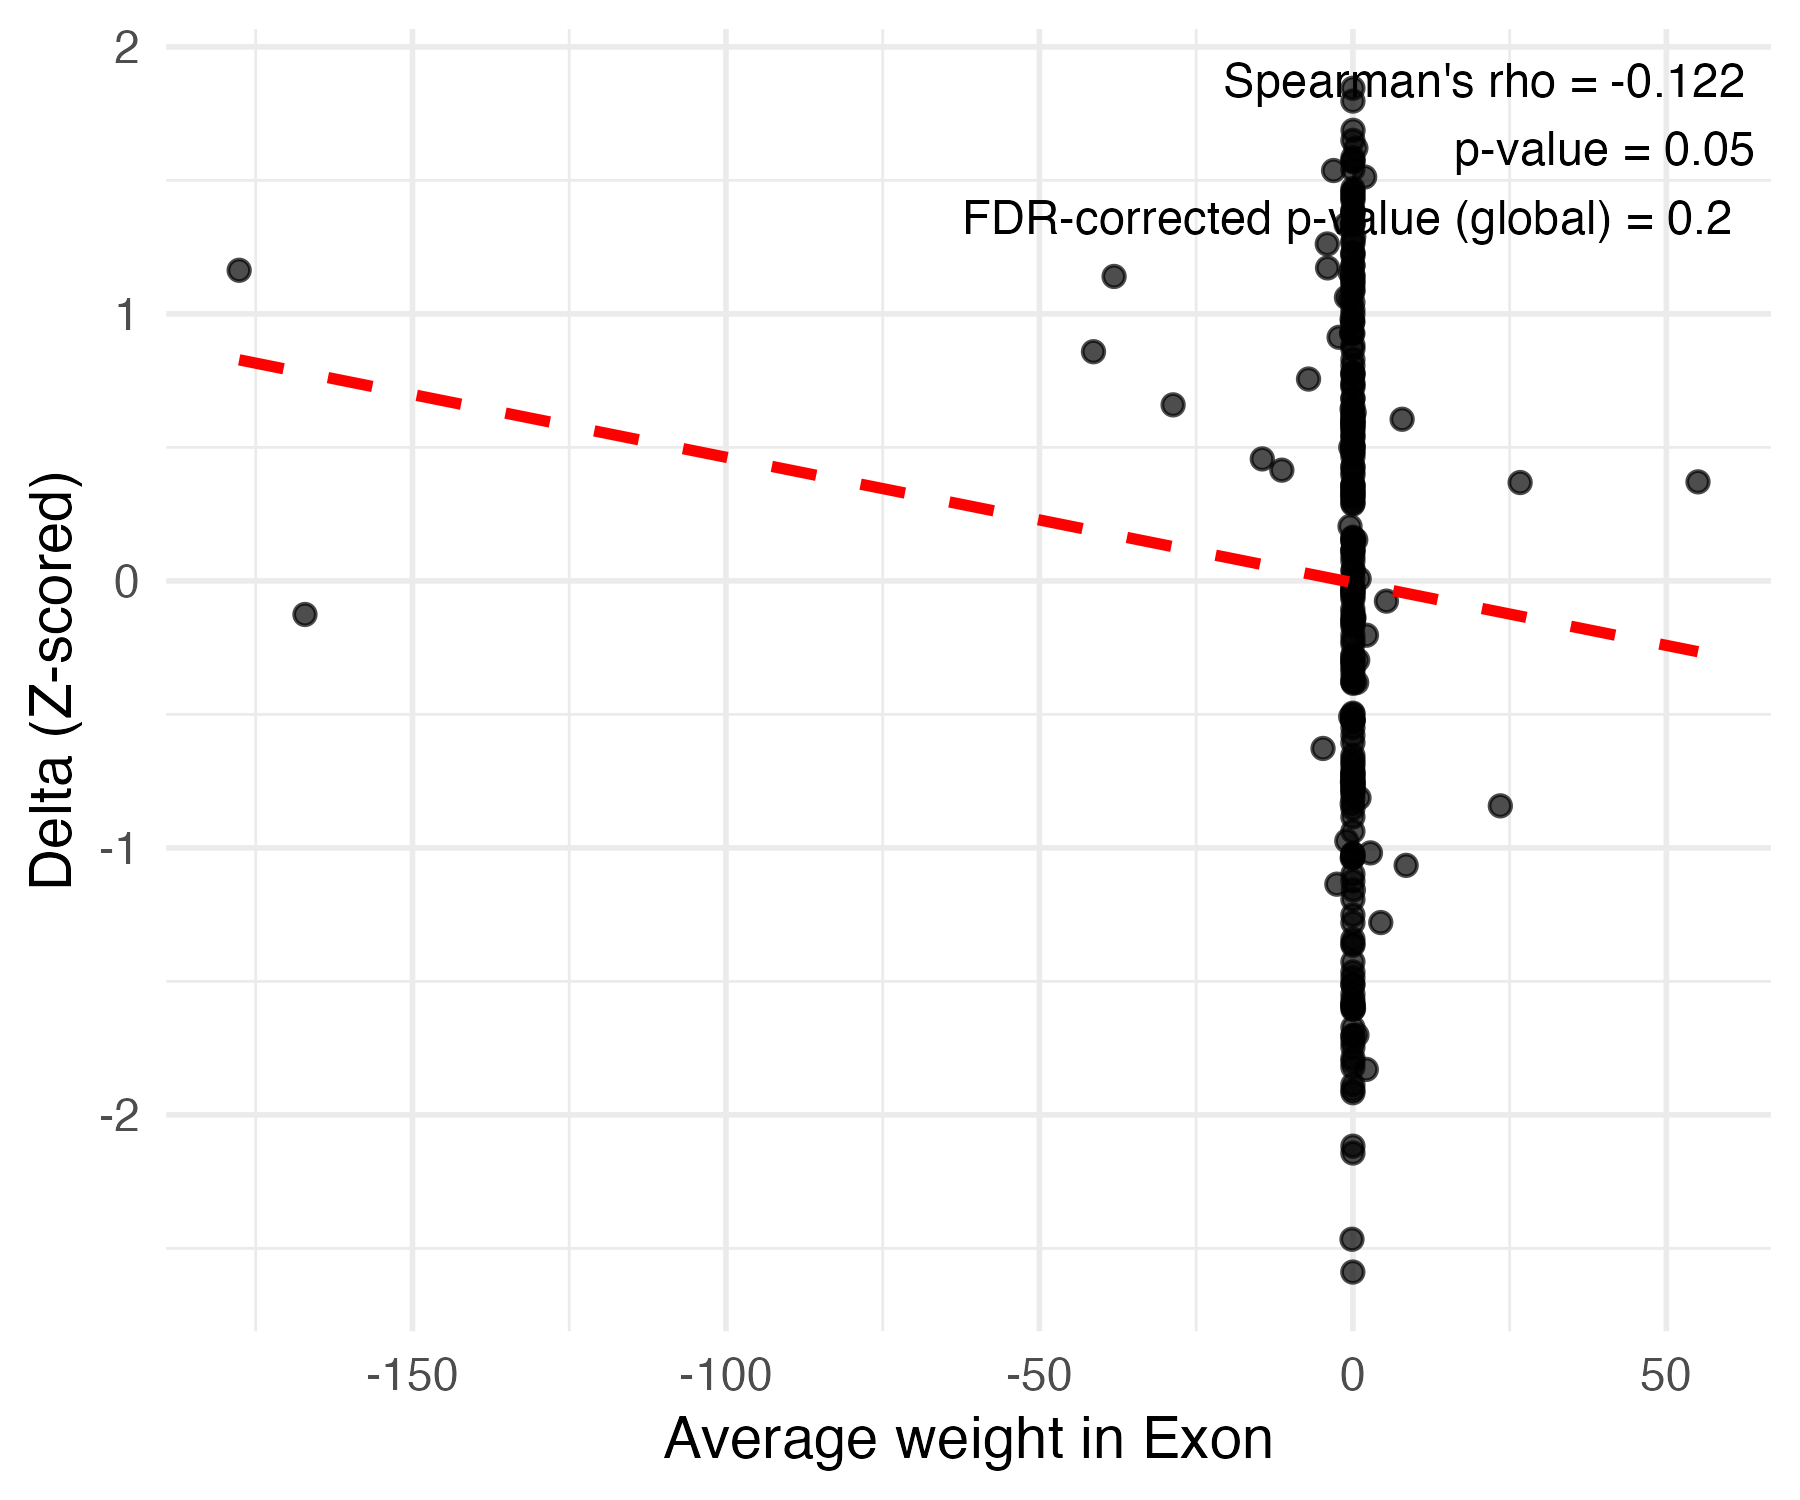 2
1
0
-1
-2
Delta (Z-scored)
Spearman's rho = -0.122
p-value = 0.05
FDR-corrected p-value (global) = 0.2
-150
-100
-50
0
50
Average weight in Exon